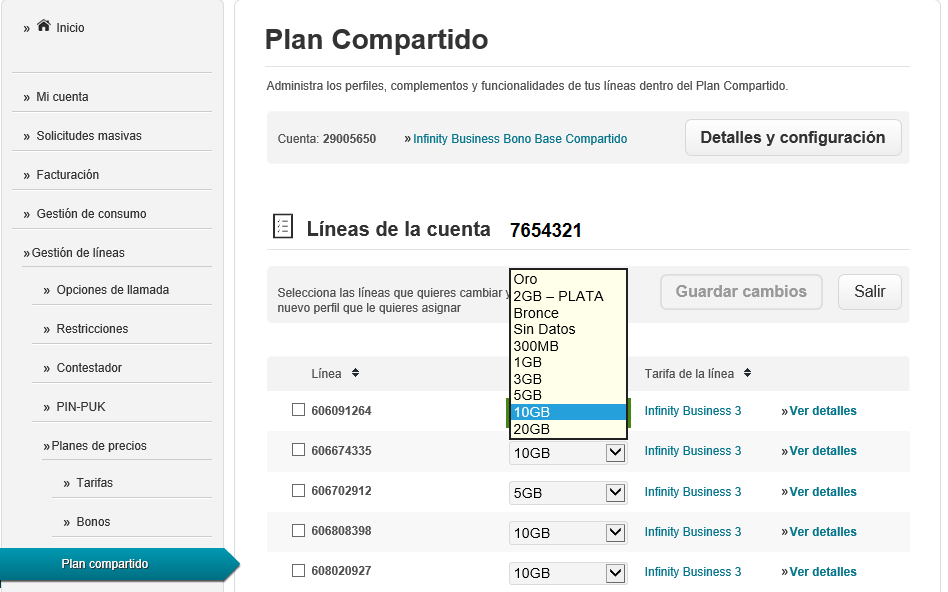 » Inicio
» Mi cuenta
» Solicitudes masivas
» Facturación
» Gestión de consumo
» Gestión de líneas
» Opciones de llamada
» Restricciones
» Contestador
» PIN-PUK
» Planes de precios
» Tarifas
» Bonos
Plan compartido
Plan Compartido
Administra los perfiles, complementos y funcionalidades de tus líneas dentro del Plan Compartido.
Cuenta: 29005650 » Infinity Business Bono Base Compartido Detalles y configuración
Líneas de la cuenta 7654321
Selecciona las líneas que quieres cambiar y
nuevo perfil que le quieres asignar
Guardar cambios Salir
Oro
2GB – PLATA
Bronce
Sin Datos
300MB
1GB
3GB
5GB
10GB
20GB
Línea Tarifa de la línea
606091264 Infinity Business 3 » Ver detalles
606674335 10GB Infinity Business 3 » Ver detalles
606702912 5GB Infinity Business 3 » Ver detalles
606808398 10GB Infinity Business 3 » Ver detalles
608020927 10GB Infinity Business 3 » Ver detalles